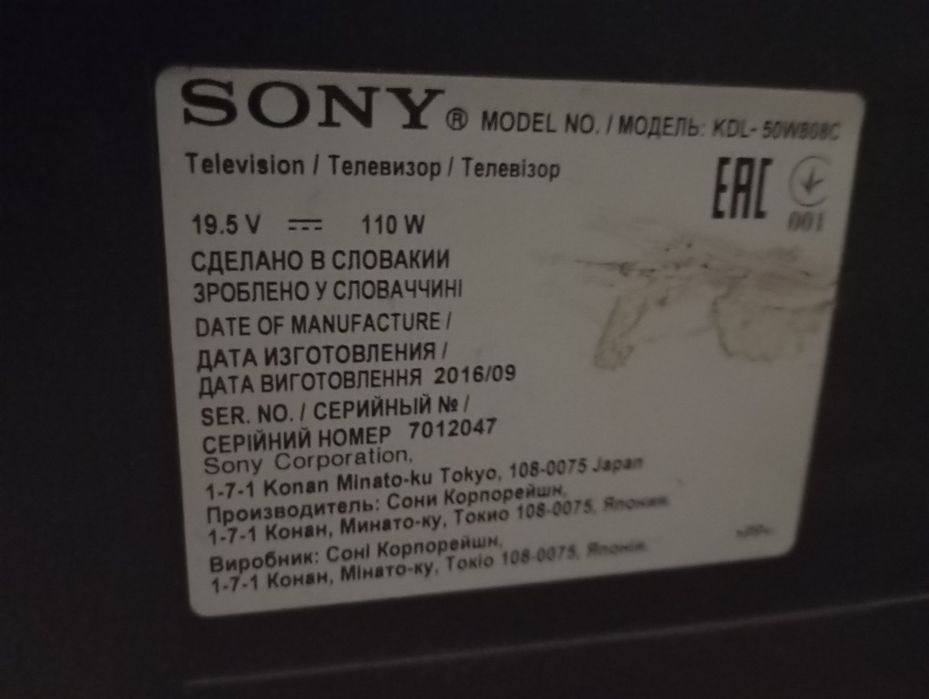 SONY® MODEL NO. / МОДЕЛЬ: KDL-50W808C
Television / Телевизор / Телевізор
EAC
001
19.5 V 110 W
СДЕЛАНО В СЛОВАКИИ
ЗРОБЛЕНО У СЛОВАЧЧИНІ
DATE OF MANUFACTURE /
ДАТА ИЗГОТОВЛЕНИЯ /
ДАТА ВИГОТОВЛЕННЯ 2016/09
SER. NO. / СЕРИЙНЫЙ № /
СЕРІЙНИЙ НОМЕР 7012047
Sony Corporation,
1-7-1 Konan Minato-ku Tokyo, 108-0075 Japan
Производитель: Сони Корпорейшн,
1-7-1 Конан, Минато-ку, Токио 108-0075, Япония
Виробник: Соні Корпорейшн,
1-7-1 Конан, Мінато-ку, Токіо 108-0075, Японія